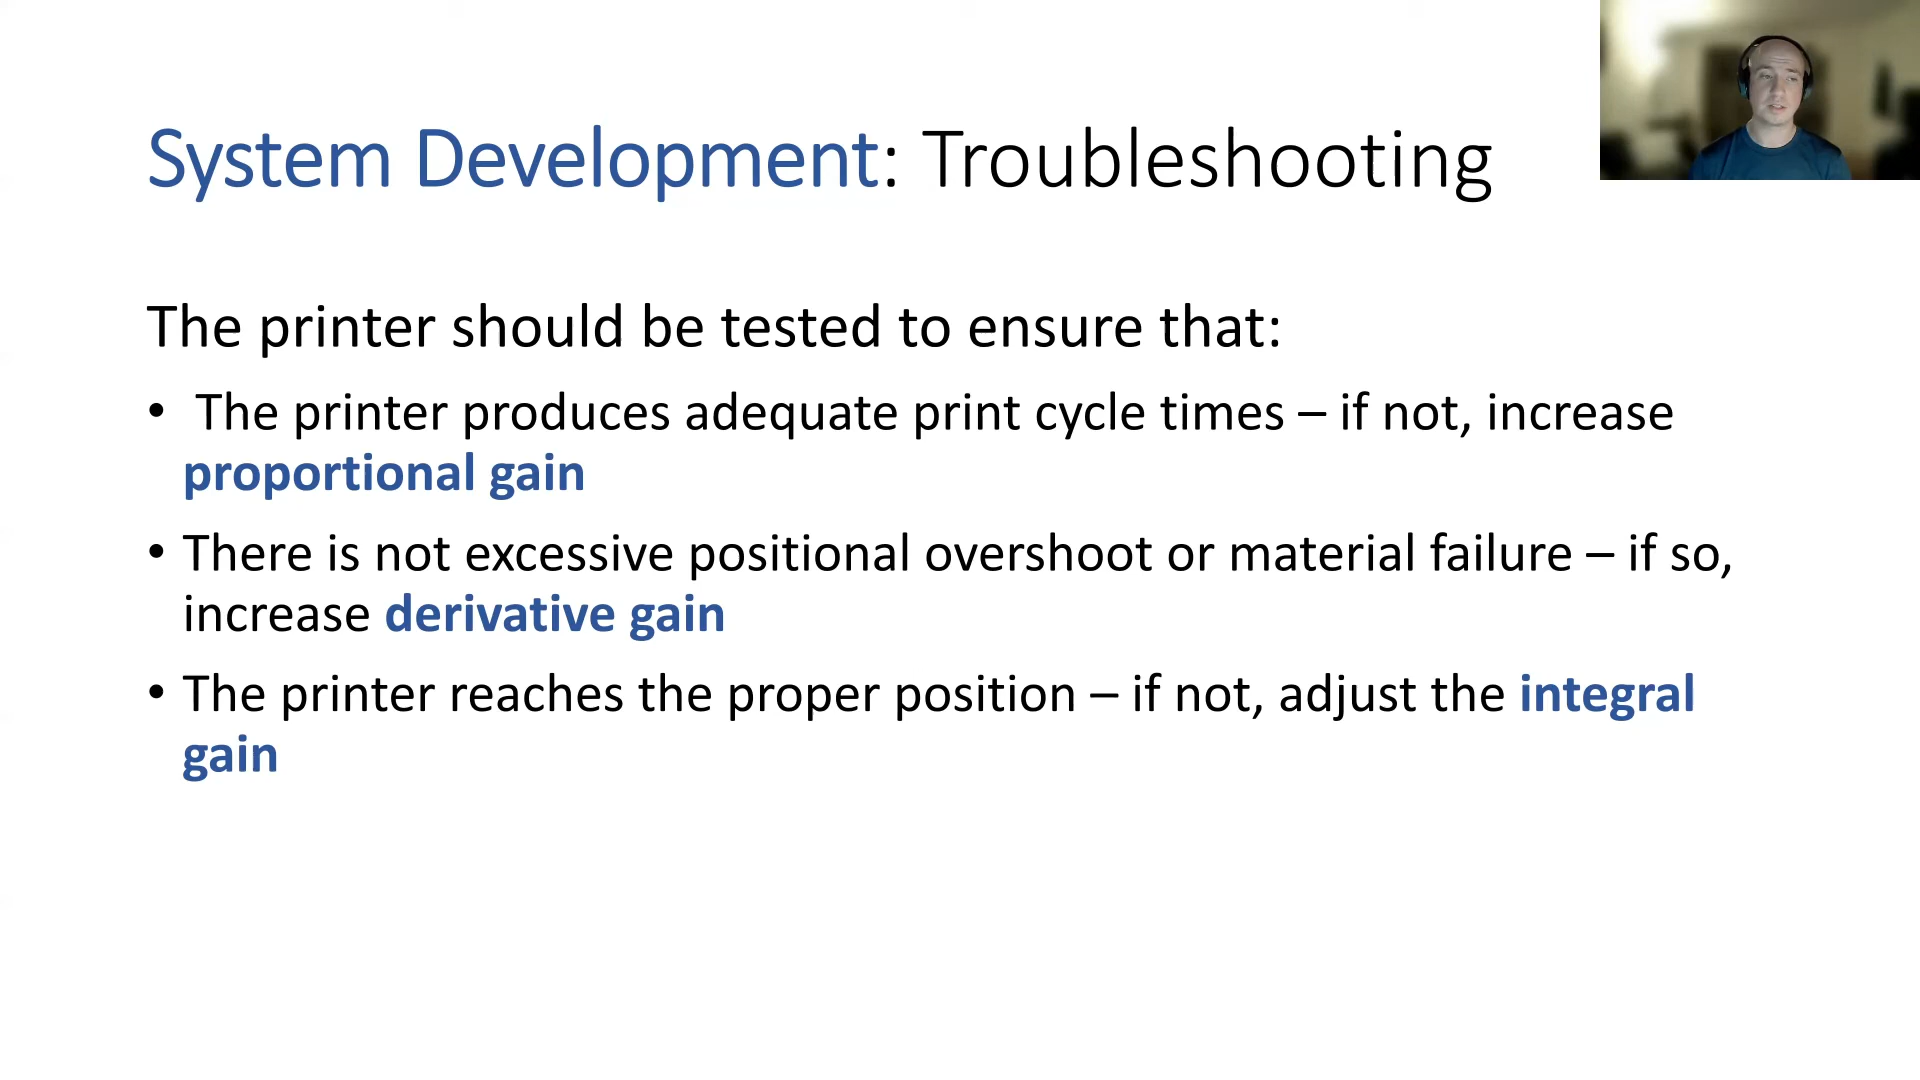 System Development: Troubleshooting
The printer should be tested to ensure that:
• The printer produces adequate print cycle times – if not, increase
proportional gain
• There is not excessive positional overshoot or material failure – if so,
increase derivative gain
• The printer reaches the proper position – if not, adjust the integral
gain